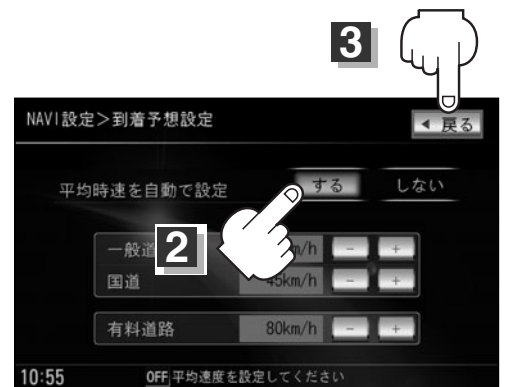 3
NAVI設定>到着予想設定 ◀ 戻る
平均時速を自動で設定 する しない
2
一般道 km/h － ＋
国道 45km/h － ＋
有料道路 80km/h － ＋
10:55 OFF 平均速度を設定してください